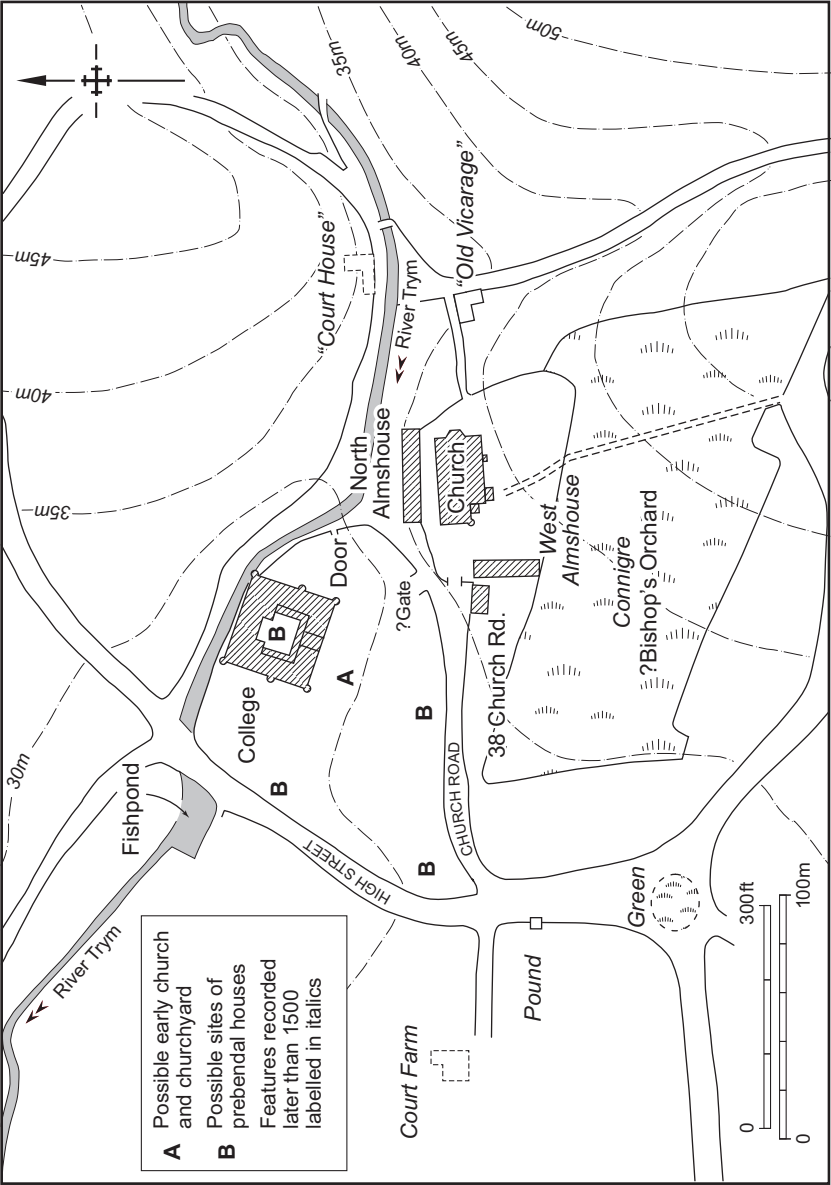 A Possible early church
and churchyard
B Possible sites of
prebendal houses
Features recorded
later than 1500
labelled in italics
River Trym
Fishpond
30m
35m
40m
45m
HIGH STREET
College
B
B
A
Door
B
B
?Gate
CHURCH ROAD
North
Almshouse
"Court House"
River Trym
Church
"Old Vicarage"
35m
40m
45m
50m
38 Church Rd.
West
Almshouse
Connigre
?Bishop's Orchard
Court Farm
Pound
Green
0
300ft
0
100m